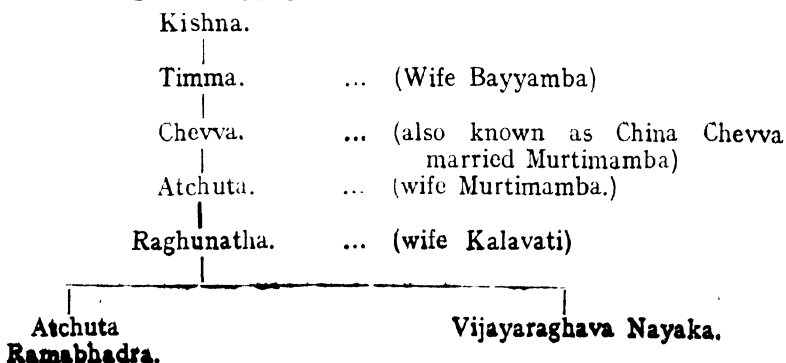 Kishna.
Timma. ... (Wife Bayyamba)
Chevva. ... (also known as China Chevva
married Murtimamba)
Atchuta. ... (wife Murtimamba.)
Raghunatha. ... (wife Kalavati)
Atchuta Vijayaraghava Nayaka.
Ramabhadra.